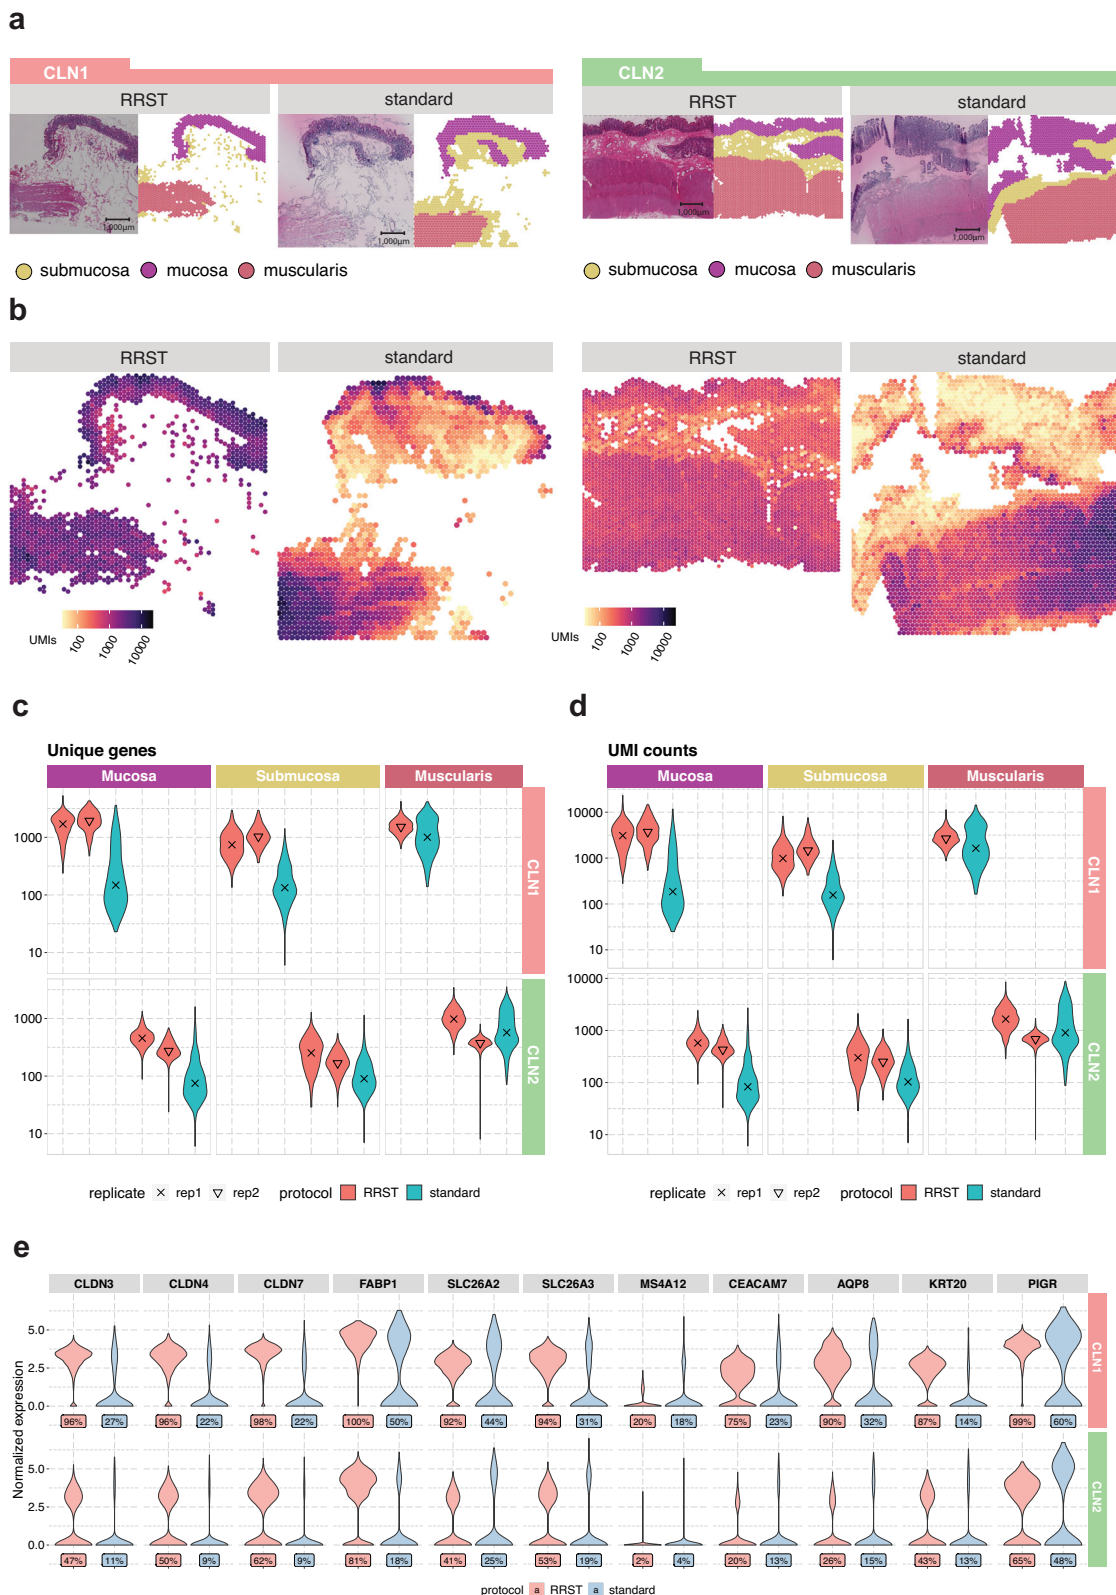 a
CLN1
CLN2
RRST
standard
RRST
standard
1,000µm
1,000µm
1,000µm
1,000µm
submucosa mucosa muscularis
submucosa mucosa muscularis
b
RRST
standard
RRST
standard
UMIs
100
1000
10000
UMIs
100
1000
10000
c
Unique genes
Mucosa
Submucosa
Muscularis
1000
100
10
CLN1
1000
100
10
CLN2
replicate rep1 rep2 protocol RRST standard
d
UMI counts
Mucosa
Submucosa
Muscularis
10000
1000
100
10
CLN1
10000
1000
100
10
CLN2
replicate rep1 rep2 protocol RRST standard
e
CLDN3 CLDN4 CLDN7 FABP1 SLC26A2 SLC26A3 MS4A12 CEACAM7 AQP8 KRT20 PIGR
Normalized expression
5.0
2.5
0.0
CLN1
96% 27% 96% 22% 98% 22% 100% 50% 92% 44% 94% 31% 20% 18% 75% 23% 90% 32% 87% 14% 99% 60%
5.0
2.5
0.0
CLN2
47% 11% 50% 9% 62% 9% 81% 18% 41% 25% 53% 19% 2% 4% 20% 13% 26% 15% 43% 13% 65% 48%
protocol a RRST a standard